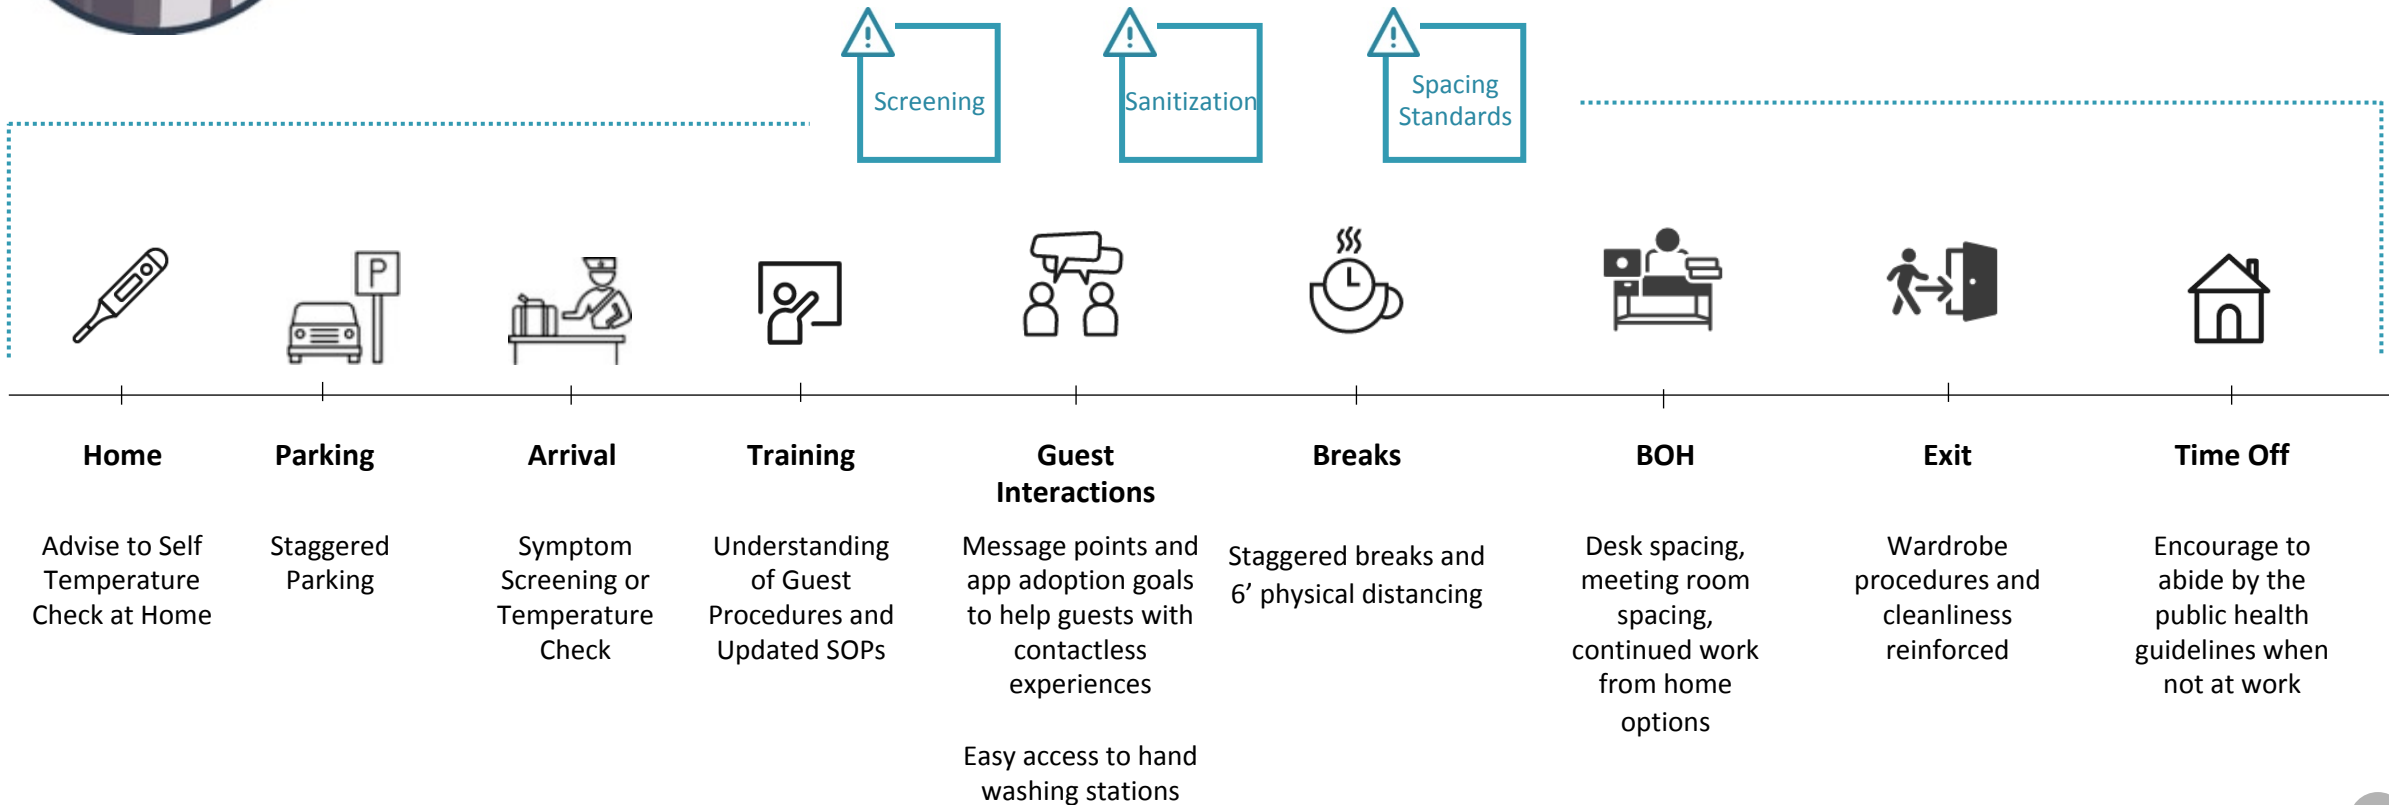 Screening
Sanitization
Spacing
Standards
P
Home
Advise to Self
Temperature
Check at Home
Parking
Staggered
Parking
Arrival
Symptom
Screening or
Temperature
Check
Training
Understanding
of Guest
Procedures and
Updated SOPs
Guest
Interactions
Message points and
app adoption goals
to help guests with
contactless
experiences
Easy access to hand
washing stations
Breaks
Staggered breaks and
6’ physical distancing
BOH
Desk spacing,
meeting room
spacing,
continued work
from home
options
Exit
Wardrobe
procedures and
cleanliness
reinforced
Time Off
Encourage to
abide by the
public health
guidelines when
not at work